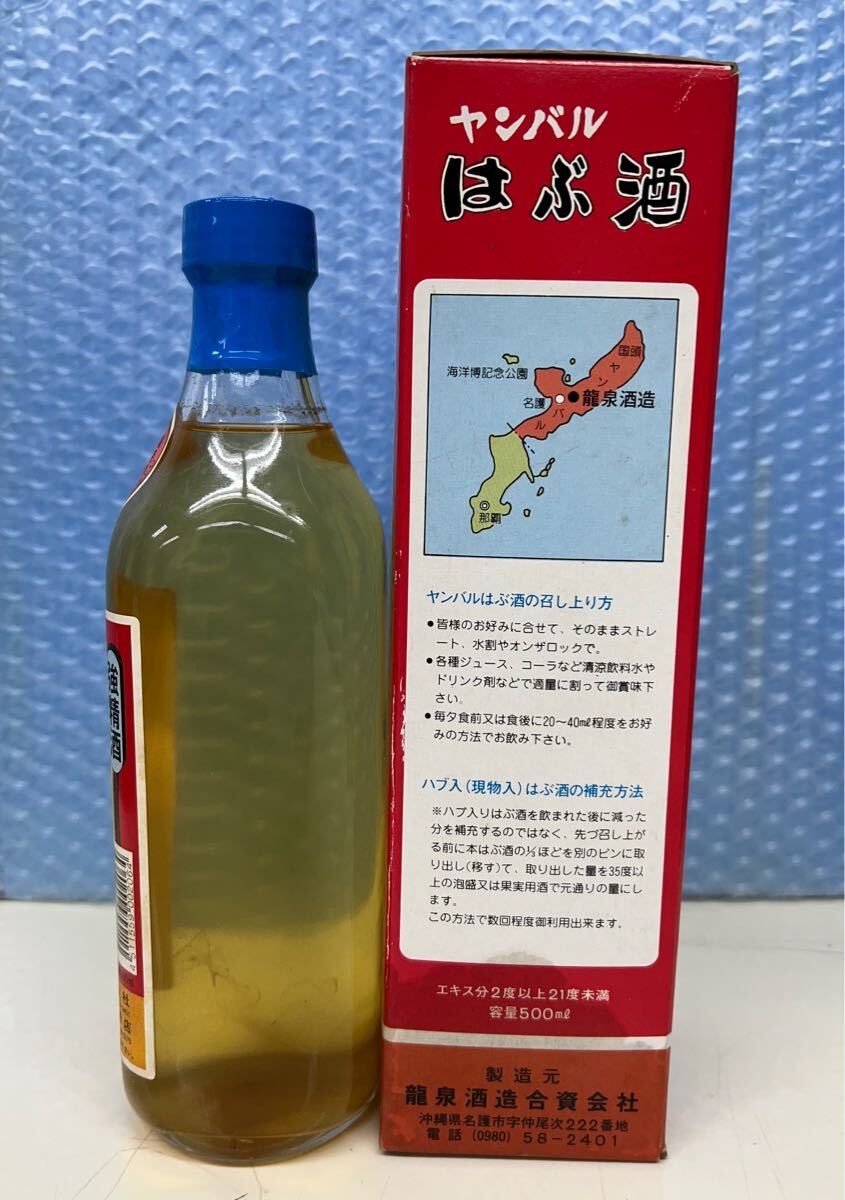 ヤンバル
はぶ酒
国頭
ヤンバル
海洋博記念公園
名護
龍泉酒造
那覇
ヤンバルはぶ酒の召し上り方
●皆様のお好みに合せて、そのままストレ
ート、水割やオンザロックで。
●各種ジュース、コーラなど清涼飲料水や
ドリンク剤などで適量に割って御賞味下
さい。
●毎夕食前又は食後に20～40㎖程度をお好
みの方法でお飲み下さい。
ハブ入(現物入)はぶ酒の補充方法
※ハブ入りはぶ酒を飲まれた後に減った
分を補充するのではなく、先づ召し上が
る前に本はぶ酒の⅓ほどを別のビンに取
り出し(移す)て、取り出した量を35度以
上の泡盛又は果実用酒で元通りの量にし
ます。
この方法で数回程度御利用出来ます。
エキス分2度以上21度未満
容量500㎖
製造元
龍泉酒造合資会社
沖縄県名護市字仲尾次222番地
電話(0980)58-2401
強精酒
4511559002064
社
店